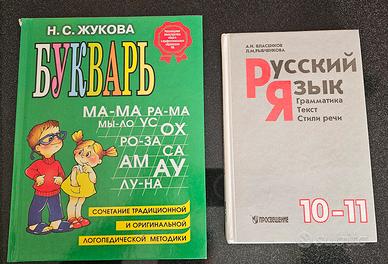 Н. С. ЖУКОВА
БУКВАРЬ
МА-МА РА-МА
МЫ-ЛО УС ОХ
РО-ЗА СА
АМ АУ
ЛУ-НА
СОЧЕТАНИЕ ТРАДИЦИОННОЙ
И ОРИГИНАЛЬНОЙ
ЛОГОПЕДИЧЕСКОЙ МЕТОДИКИ
А.И. ВЛАСЕНКОВ
Л.М. РЫБЧЕНКОВА
Русский
Язык
Грамматика
Текст
Стили речи
10-11
ПРОСВЕЩЕНИЕ